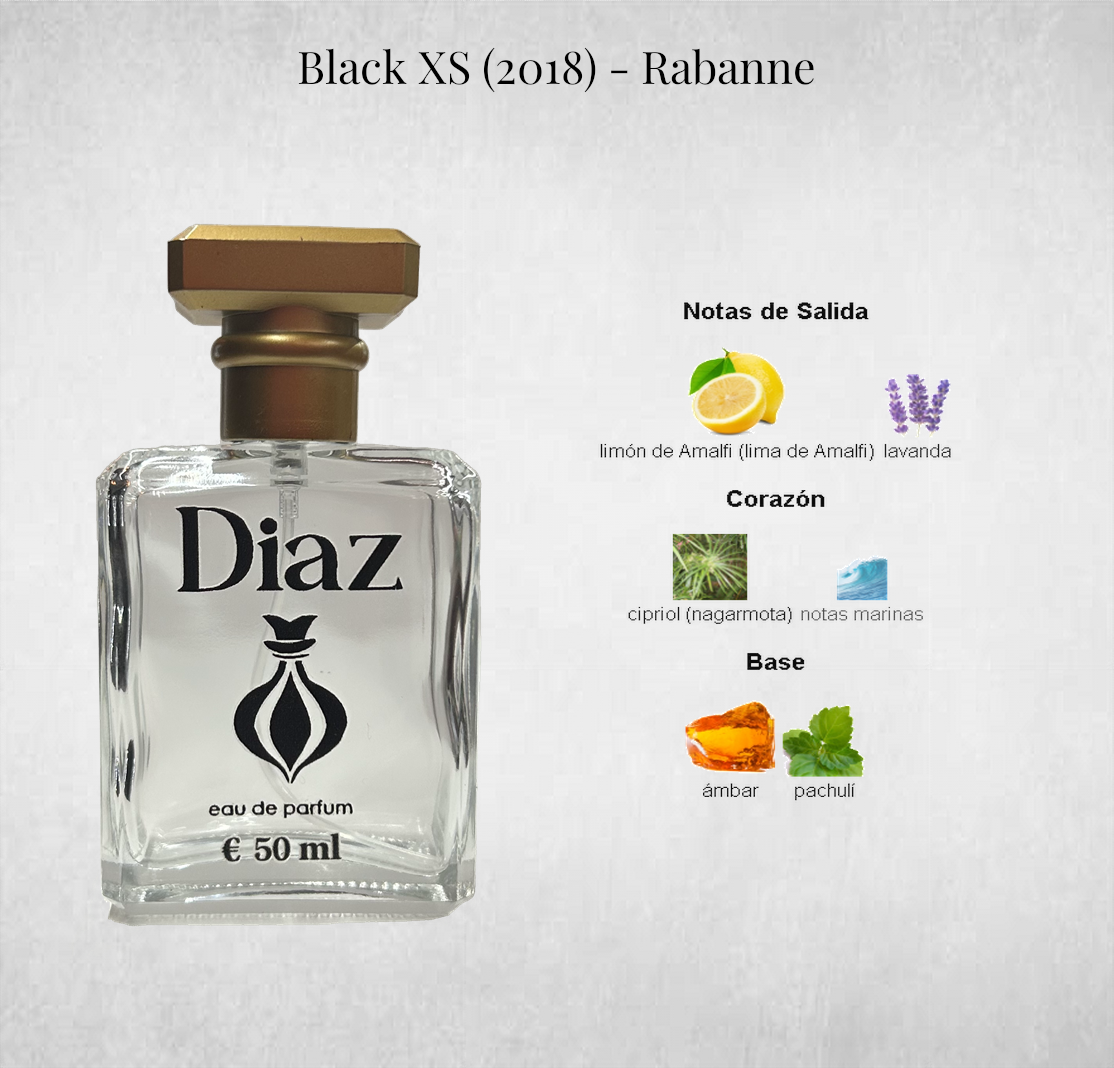 Black XS (2018) - Rabanne
Diaz
eau de parfum
€ 50 ml
Notas de Salida
limón de Amalfi (lima de Amalfi) lavanda
Corazón
cipriol (nagarmota) notas marinas
Base
ámbar pachulí